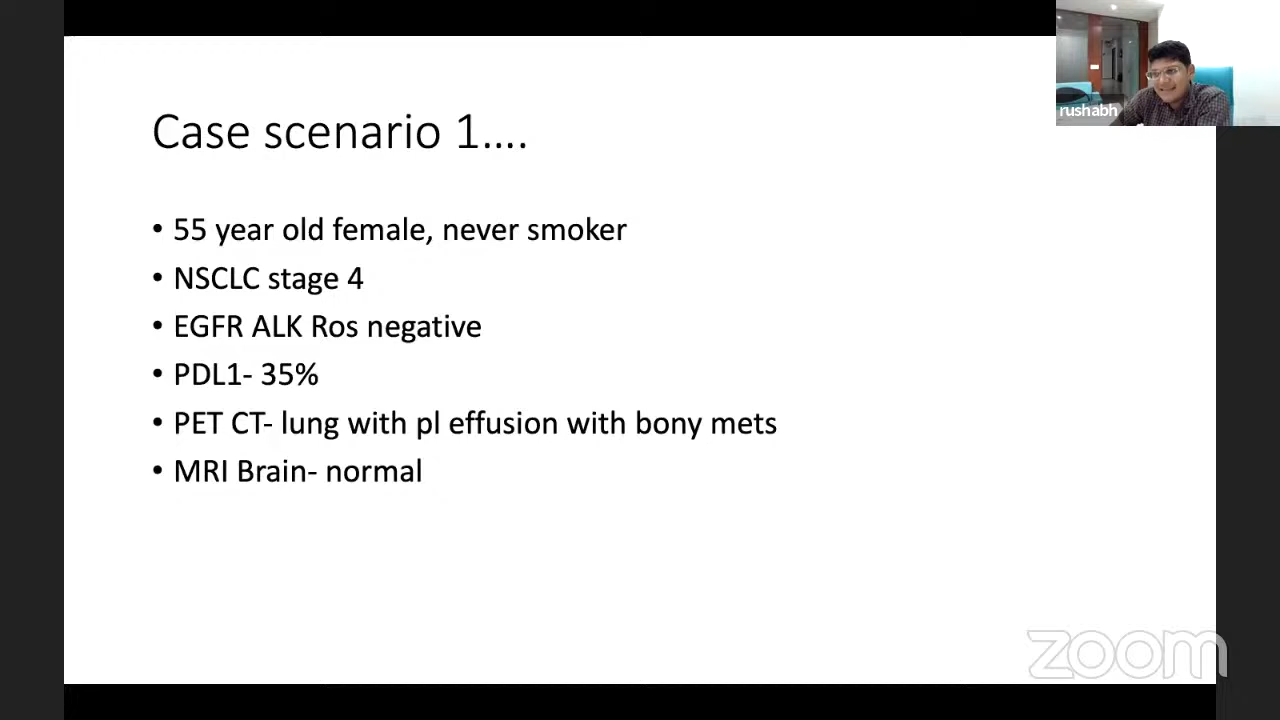 rushabh
Case scenario 1....
• 55 year old female, never smoker
• NSCLC stage 4
• EGFR ALK Ros negative
• PDL1- 35%
• PET CT- lung with pl effusion with bony mets
• MRI Brain- normal
zoom